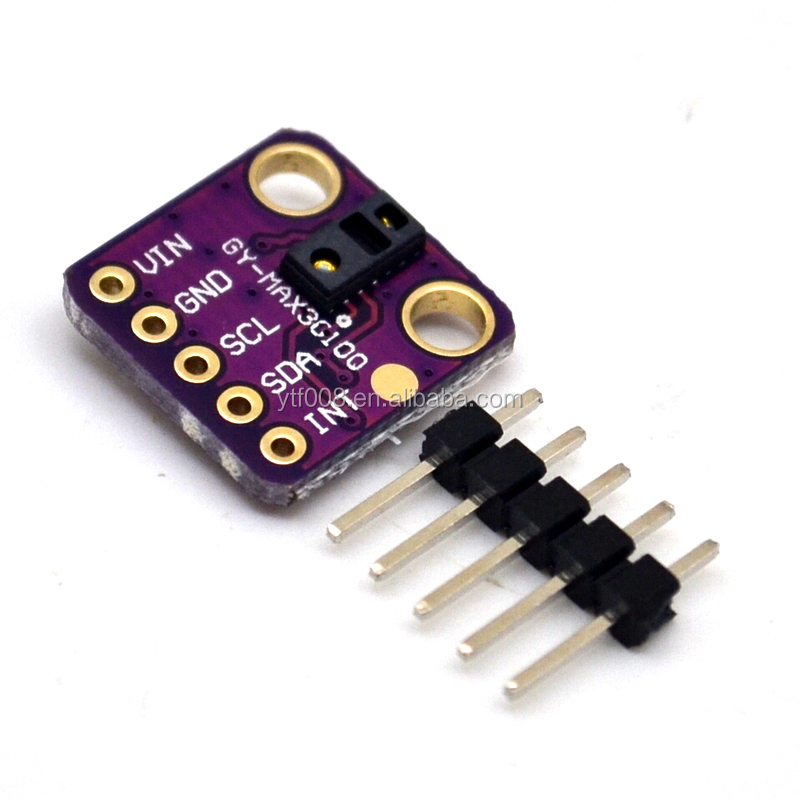 VIN
GND
SCL
SDA
INT
GY-MAX30100
ytf008.en.alibaba.com